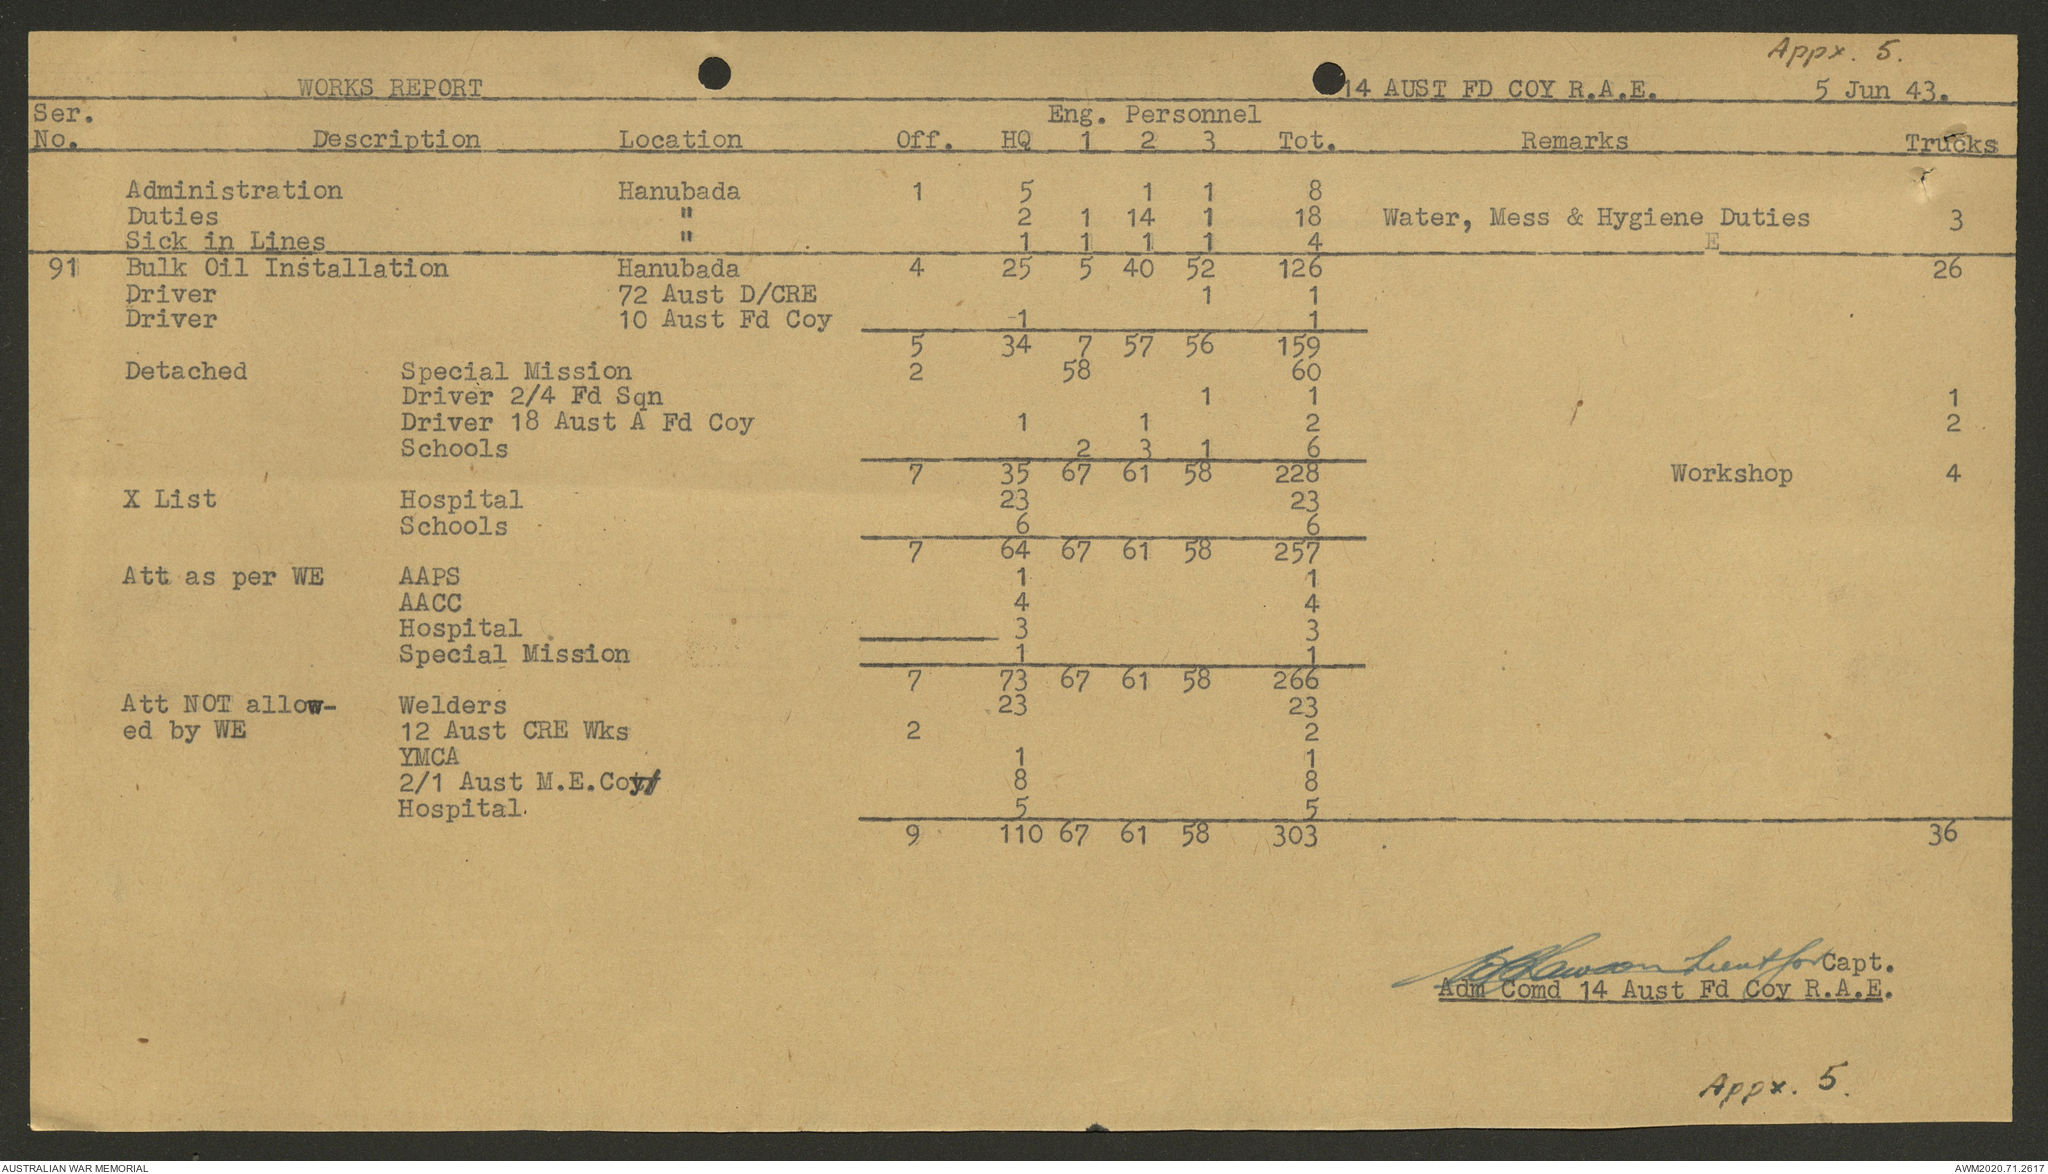 Appx. 5.
WORKS REPORT 14 AUST FD COY R.A.E. 5 Jun 43.
Ser. Eng. Personnel
No. Description Location Off. HQ 1 2 3 Tot. Remarks Trucks
Administration Hanubada 1 5 1 1 8
Duties " 2 1 14 1 18 Water, Mess & Hygiene Duties 3
Sick in Lines " 1 1 1 1 4 E
91 Bulk Oil Installation Hanubada 4 25 5 40 52 126 26
Driver 72 Aust D/CRE 1 1
Driver 10 Aust Fd Coy 1 1
5 34 7 57 56 159
Detached Special Mission 2 58 60
Driver 2/4 Fd Sqn 1 1 1
Driver 18 Aust A Fd Coy 1 1 2 2
Schools 2 3 1 6
7 35 67 61 58 228 Workshop 4
X List Hospital 23 23
Schools 6 6
7 64 67 61 58 257
Att as per WE AAPS 1 1
AACC 4 4
Hospital 3 3
Special Mission 1 1
7 73 67 61 58 266
Att NOT allow- Welders 23 23
ed by WE 12 Aust CRE Wks 2 2
YMCA 1 1
2/1 Aust M.E.Coy 8 8
Hospital 5 5
9 110 67 61 58 303 36
Lieut for Capt.
Adm Comd 14 Aust Fd Coy R.A.E.
Appx. 5.
AUSTRALIAN WAR MEMORIAL AWM2020.71.2617